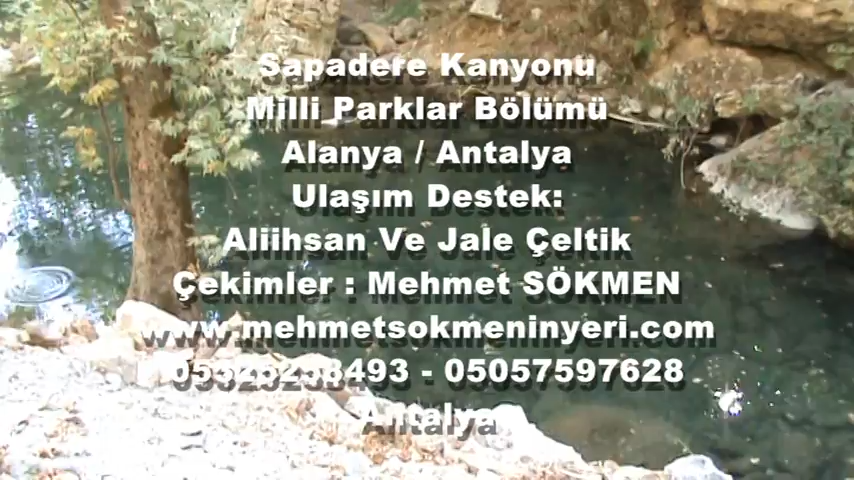 Sapadere Kanyonu
Milli Parklar Bölümü
Alanya / Antalya
Ulaşım Destek:
Aliihsan Ve Jale Çeltik
Çekimler : Mehmet SÖKMEN
www.mehmetsokmeninyeri.com
- 05057597628
Antalya